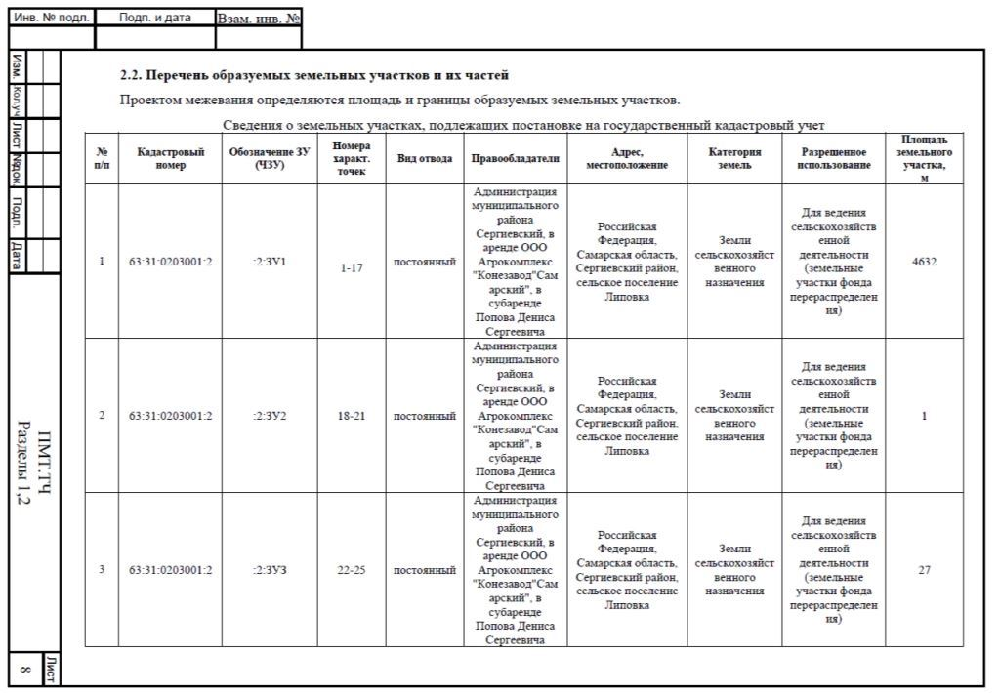 Инв. № подл.
Подп. и дата
Взам. инв. №
Изм.
Кол.уч
Лист
№док.
Подп.
Дата
ПМТ.ТЧ
Разделы 1,2
Лист
8
2.2. Перечень образуемых земельных участков и их частей
Проектом межевания определяются площадь и границы образуемых земельных участков.
Сведения о земельных участках, подлежащих постановке на государственный кадастровый учет
№
п/п
Кадастровый
номер
Обозначение ЗУ
(ЧЗУ)
Номера
характ.
точек
Вид отвода
Правообладатели
Адрес,
местоположение
Категория
земель
Разрешенное
использование
Площадь
земельного
участка,
м
1
63:31:0203001:2
:2:ЗУ1
1-17
постоянный
Администрация
муниципального
района
Сергиевский, в
аренде ООО
Агрокомплекс
"Конезавод"Сам
арский", в
субаренде
Попова Дениса
Сергеевича
Российская
Федерация,
Самарская область,
Сергиевский район,
сельское поселение
Липовка
Земли
сельскохозяйст
венного
назначения
Для ведения
сельскохозяйств
енной
деятельности
(земельные
участки фонда
перераспределен
ия)
4632
2
63:31:0203001:2
:2:ЗУ2
18-21
постоянный
Администрация
муниципального
района
Сергиевский, в
аренде ООО
Агрокомплекс
"Конезавод"Сам
арский", в
субаренде
Попова Дениса
Сергеевича
Российская
Федерация,
Самарская область,
Сергиевский район,
сельское поселение
Липовка
Земли
сельскохозяйст
венного
назначения
Для ведения
сельскохозяйств
енной
деятельности
(земельные
участки фонда
перераспределен
ия)
1
3
63:31:0203001:2
:2:ЗУ3
22-25
постоянный
Администрация
муниципального
района
Сергиевский, в
аренде ООО
Агрокомплекс
"Конезавод"Сам
арский", в
субаренде
Попова Дениса
Сергеевича
Российская
Федерация,
Самарская область,
Сергиевский район,
сельское поселение
Липовка
Земли
сельскохозяйст
венного
назначения
Для ведения
сельскохозяйств
енной
деятельности
(земельные
участки фонда
перераспределен
ия)
27